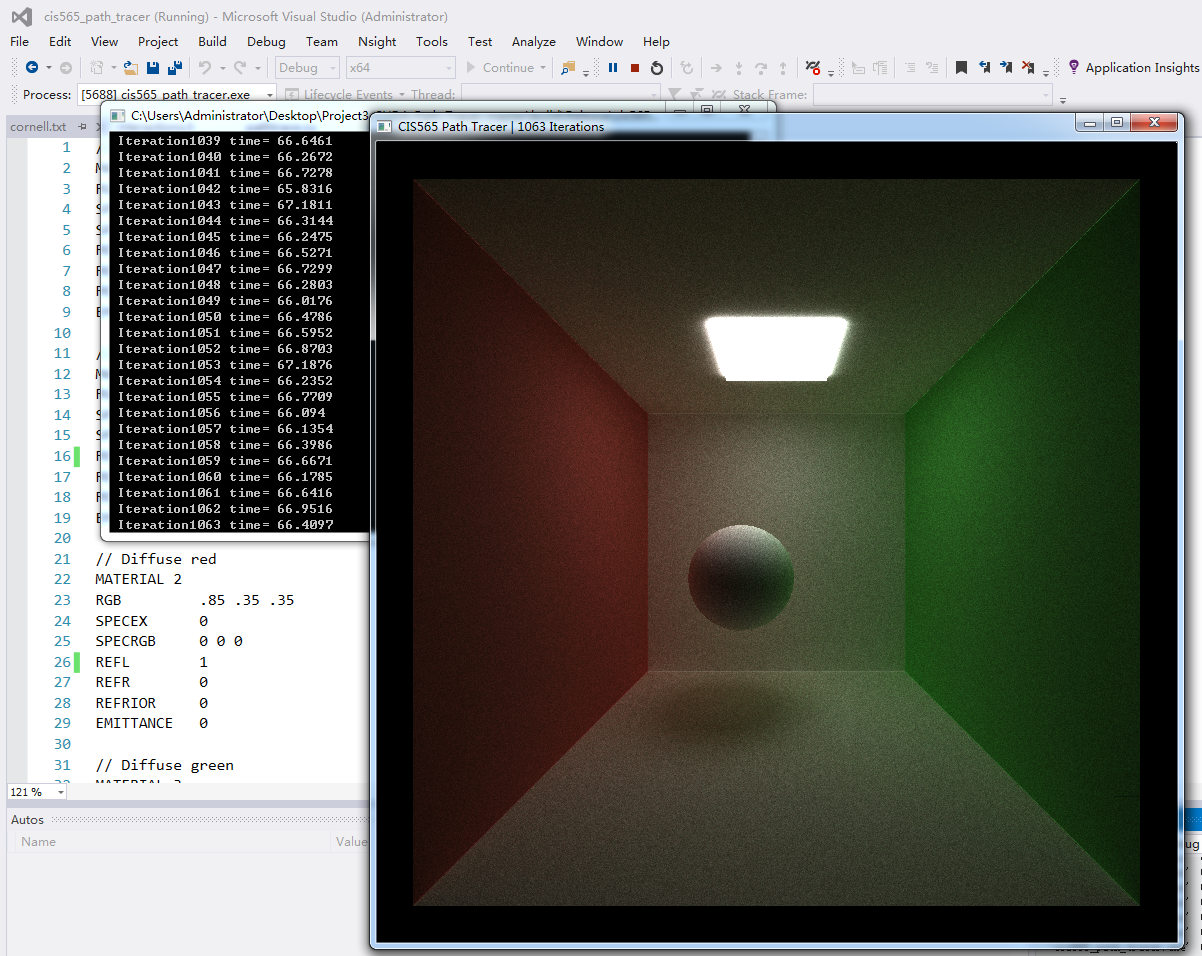 cis565_path_tracer (Running) - Microsoft Visual Studio (Administrator)
File Edit View Project Build Debug Team Nsight Tools Test Analyze Window Help
Debug x64 Continue Application Insights
Process: [5688] cis565_path_tracer.exe Lifecycle Events Thread: Stack Frame:
cornell.txt
C:\Users\Administrator\Desktop\Project3
CIS565 Path Tracer | 1063 Iterations
Iteration1039 time= 66.6461
Iteration1040 time= 66.2672
Iteration1041 time= 66.7278
Iteration1042 time= 65.8316
Iteration1043 time= 67.1811
Iteration1044 time= 66.3144
Iteration1045 time= 66.2475
Iteration1046 time= 66.5271
Iteration1047 time= 66.7299
Iteration1048 time= 66.2803
Iteration1049 time= 66.0176
Iteration1050 time= 66.4786
Iteration1051 time= 66.5952
Iteration1052 time= 66.8703
Iteration1053 time= 67.1876
Iteration1054 time= 66.2352
Iteration1055 time= 66.7709
Iteration1056 time= 66.094
Iteration1057 time= 66.1354
Iteration1058 time= 66.3986
Iteration1059 time= 66.6671
Iteration1060 time= 66.1785
Iteration1061 time= 66.6416
Iteration1062 time= 66.9516
Iteration1063 time= 66.4097
1
2
3
4
5
6
7
8
9
10
11
12
13
14
15
16
17
18
19
20
21 // Diffuse red
22 MATERIAL 2
23 RGB .85 .35 .35
24 SPECEX 0
25 SPECRGB 0 0 0
26 REFL 1
27 REFR 0
28 REFRIOR 0
29 EMITTANCE 0
30
31 // Diffuse green
121 %
Autos
Name Value